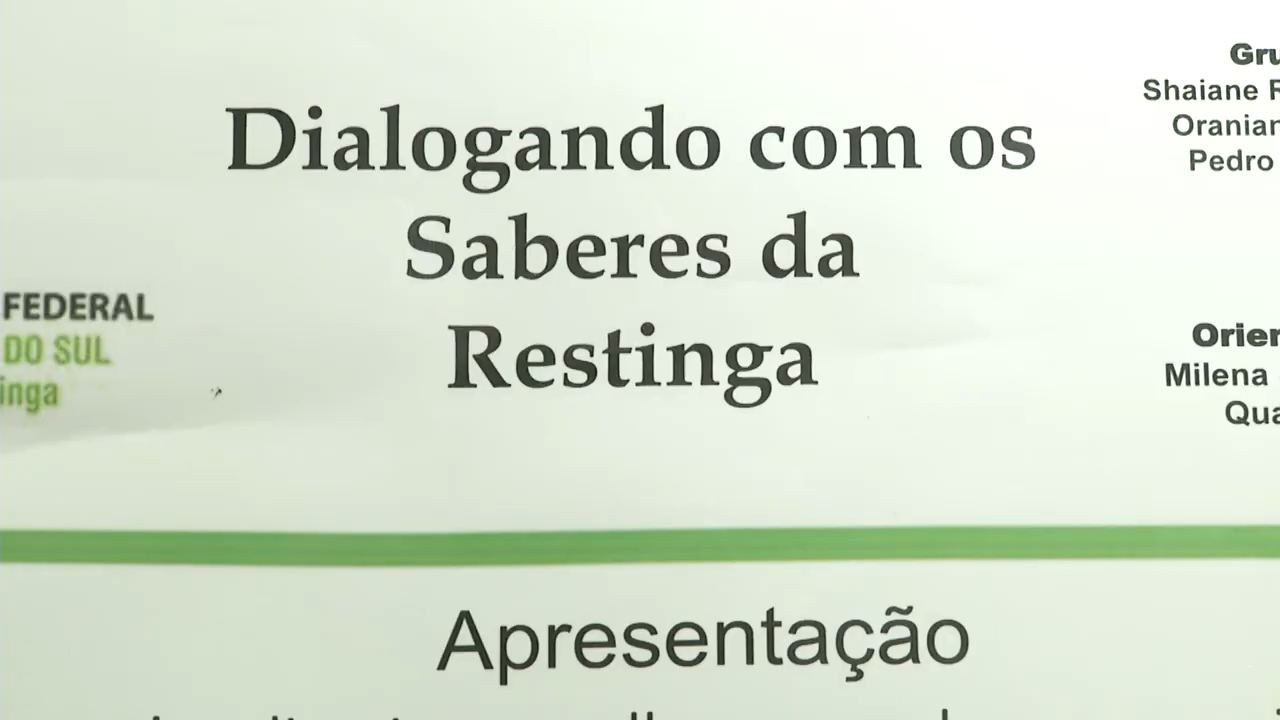 Dialogando com os
Saberes da
Restinga
FEDERAL
DO SUL
inga
Gru
Shaiane R
Oranian
Pedro
Orien
Milena
Qua
Apresentação